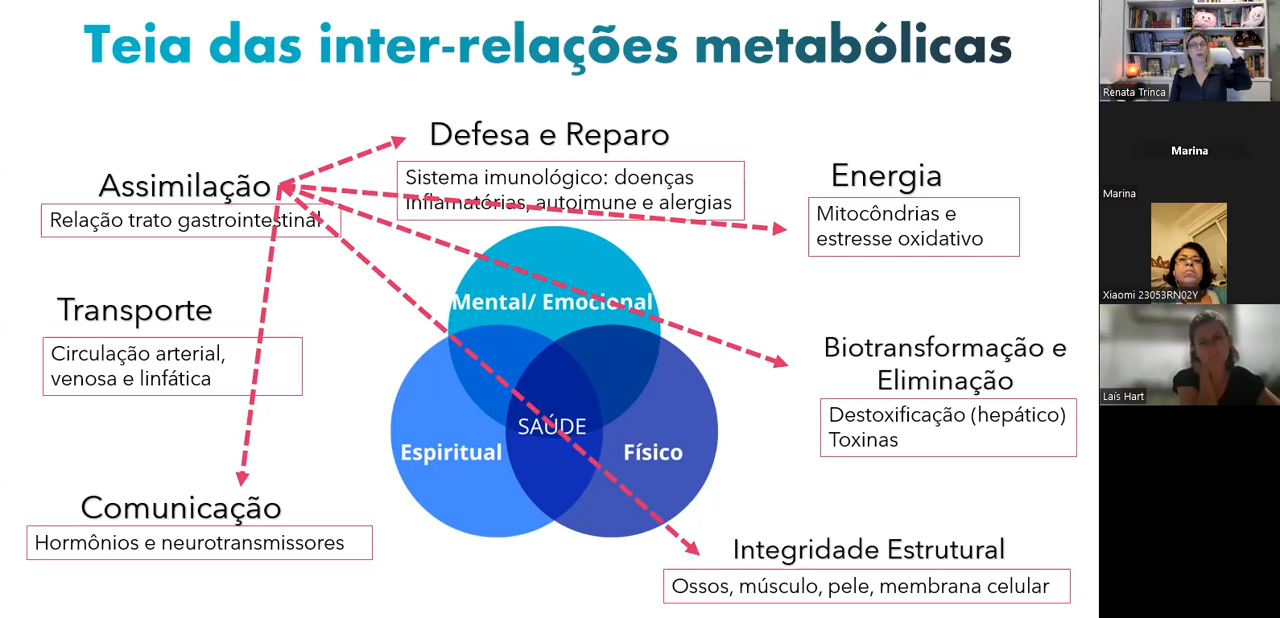 Teia das inter-relações metabólicas
Defesa e Reparo
Sistema imunológico: doenças
inflamatórias, autoimune e alergias
Assimilação
Relação trato gastrointestinal
Energia
Mitocôndrias e
estresse oxidativo
Transporte
Circulação arterial,
venosa e linfática
Mental/ Emocional
SAÚDE
Espiritual
Físico
Biotransformação e
Eliminação
Destoxificação (hepático)
Toxinas
Comunicação
Hormônios e neurotransmissores
Integridade Estrutural
Ossos, músculo, pele, membrana celular
Renata Trinca
Marina
Marina
Xiaomi 23053RN02Y
Laís Hart